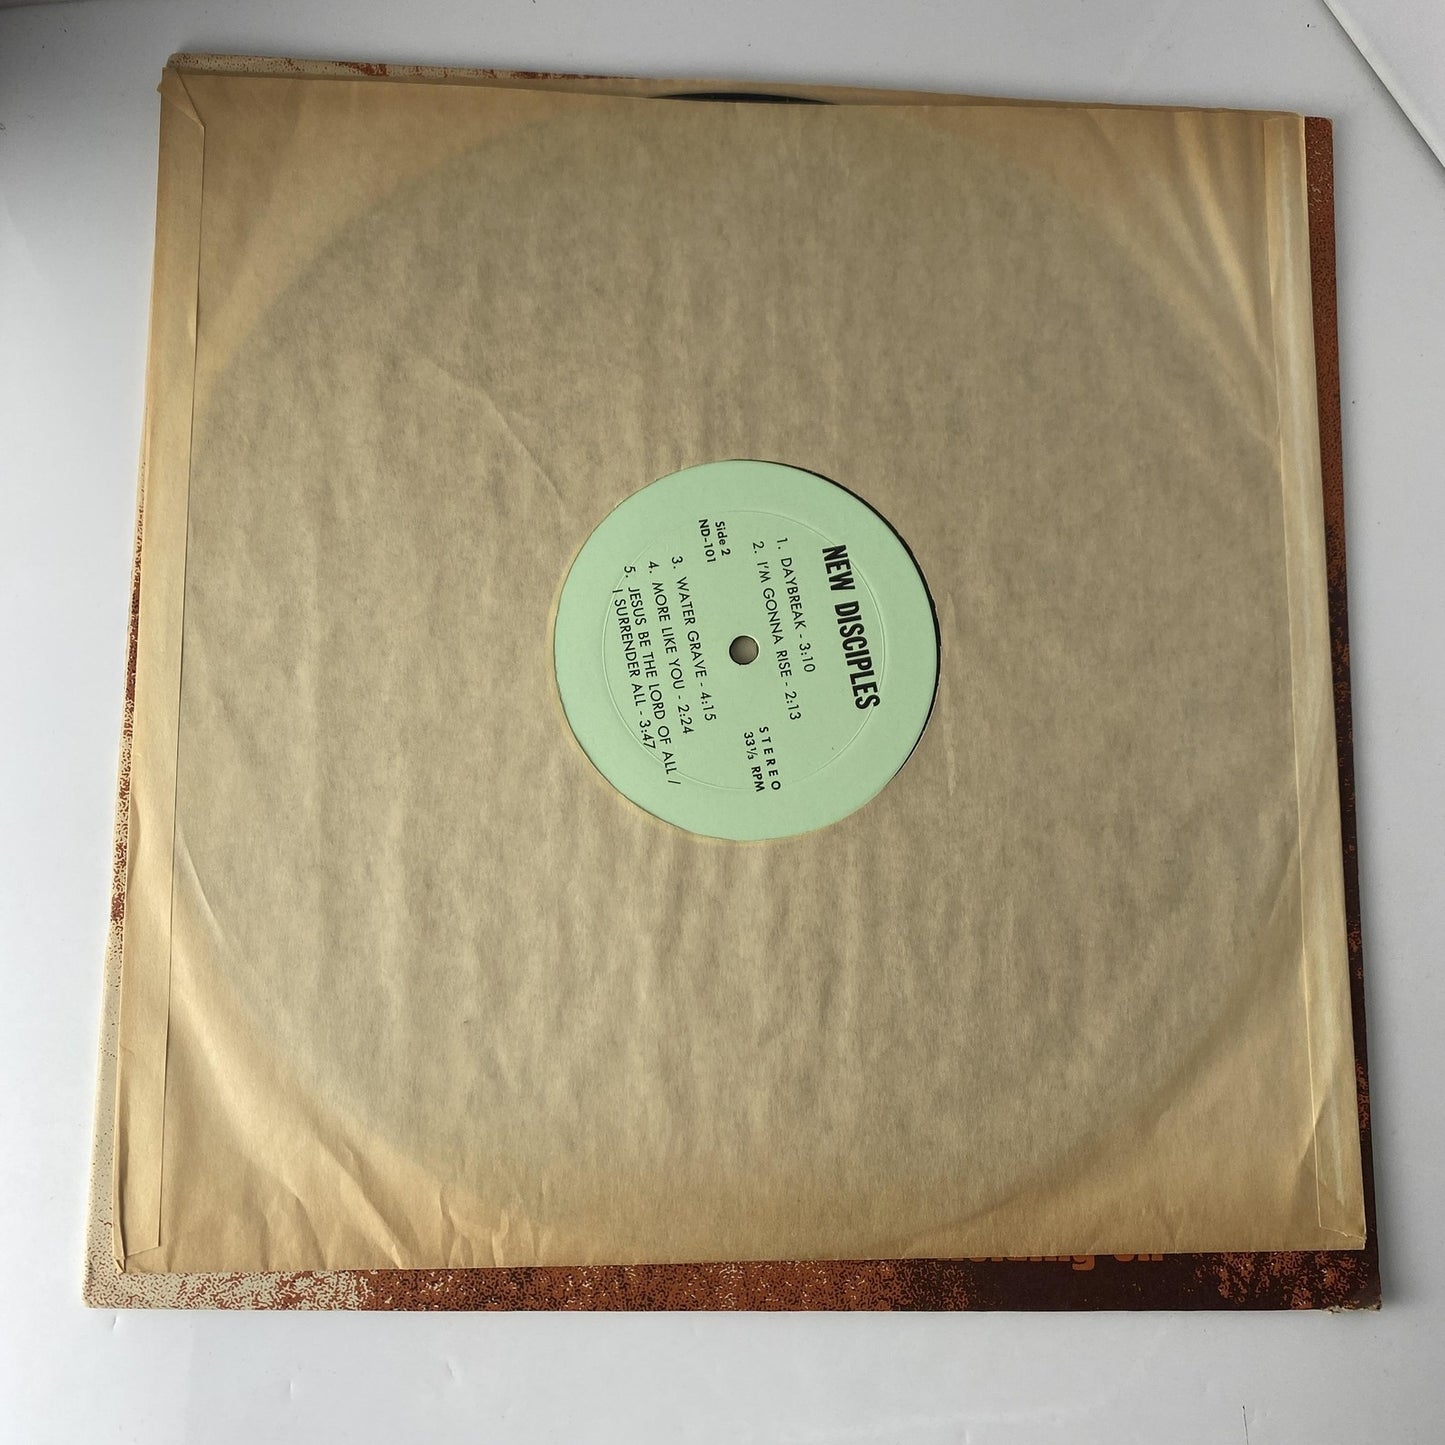 NEW DISCIPLES
1. DAYBREAK - 3:10
2. I'M GONNA RISE - 2:13
Side 2
ND-101
STEREO
33⅓ RPM
3. WATER GRAVE - 4:15
4. MORE LIKE YOU - 2:24
5. JESUS BE THE LORD OF ALL /
I SURRENDER ALL - 3:47